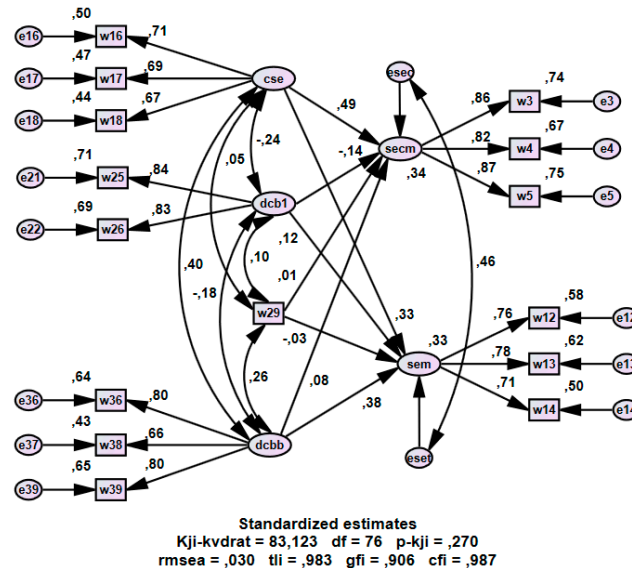 ,50
e16 w16 ,71
,47
e17 w17 ,69
,44
e18 w18 ,67
cse
esec
,74
,86 w3 e3
,49
,67
secm ,82 w4 e4
-,24
-,14
,75
,34 ,87 w5 e5
,05
,71
e21 w25 ,84
,69
e22 w26 ,83
dcb1
,12
,10
,01
,40
-,18
,46
w29
,33
-,03
,33
,58
,76 w12 e12
,62
sem ,78 w13 e13
,50
,71 w14 e14
,26
,08
,38
,64
e36 w36 ,80
,43
e37 w38 ,66
,65
e39 w39 ,80
dcbb
eset
Standardized estimates
Kji-kvdrat = 83,123 df = 76 p-kji = ,270
rmsea = ,030 tli = ,983 gfi = ,906 cfi = ,987